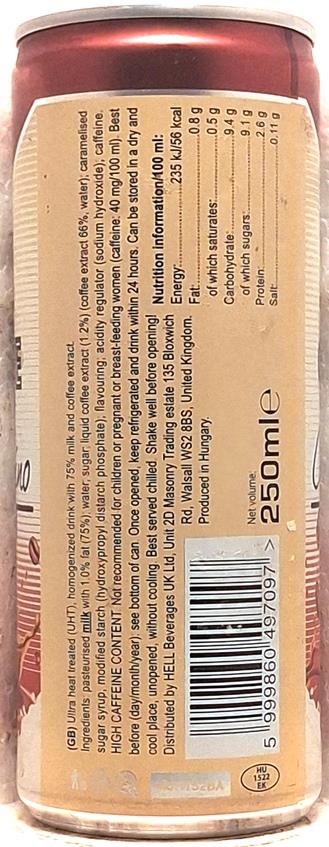 (GB) Ultra heat treated (UHT), homogenized drink with 75% milk and coffee extract.
Ingredients: pasteurised milk with 1.0% fat (75%); water; sugar; liquid coffee extract (1.2%) (coffee extract 66%, water); caramelised
sugar syrup, modified starch (hydroxypropyl distarch phosphate); flavouring; acidity regulator (sodium hydroxide); caffeine.
HIGH CAFFEINE CONTENT. Not recommended for children or pregnant or breast-feeding women (caffeine: 40 mg/100 ml). Best
before (day/month/year): see bottom of can. Once opened, keep refrigerated and drink within 24 hours. Can be stored in a dry and
cool place, unopened, without cooling. Best served chilled. Shake well before opening!
Distributed by HELL Beverages UK Ltd, Unit 2D Masonry Trading estate 135 Bloxwich
Rd, Walsall WS2 8BS, United Kingdom.
Produced in Hungary.
Nutrition information/100 ml:
Energy: 235 kJ/56 kcal
Fat: 0.8 g
of which saturates: 0.5 g
Carbohydrate: 9.4 g
of which sugars: 9.1 g
Protein: 2.6 g
Salt: 0.11 g
Net volume:
250ml e
5 999860 497097 >
HU
1522
EK